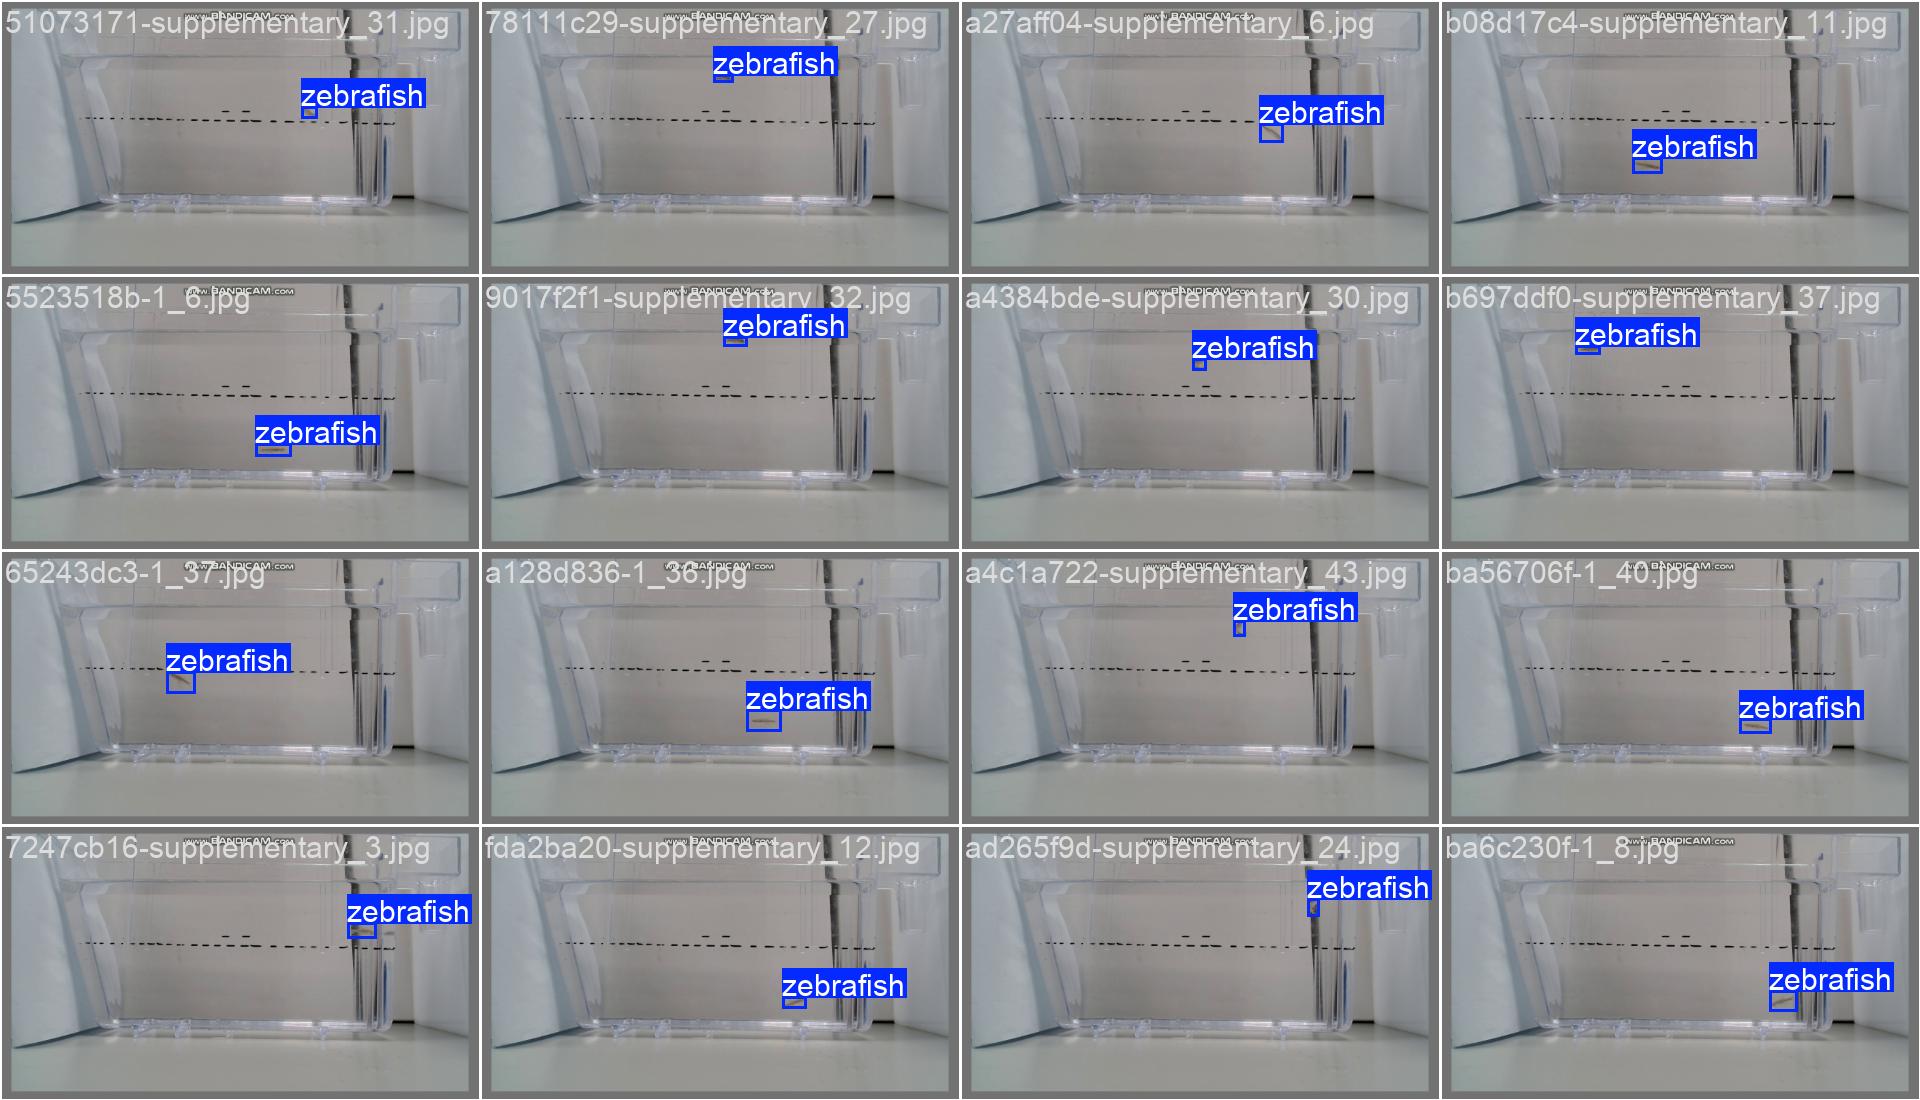 51073171-supplementary_31.jpg
zebrafish
78111c29-supplementary_27.jpg
zebrafish
a27aff04-supplementary_6.jpg
zebrafish
b08d17c4-supplementary_11.jpg
zebrafish
5523518b-1_6.jpg
zebrafish
9017f2f1-supplementary_32.jpg
zebrafish
a4384bde-supplementary_30.jpg
zebrafish
b697ddf0-supplementary_37.jpg
zebrafish
65243dc3-1_37.jpg
zebrafish
a128d836-1_36.jpg
zebrafish
a4c1a722-supplementary_43.jpg
zebrafish
ba56706f-1_40.jpg
zebrafish
7247cb16-supplementary_3.jpg
zebrafish
fda2ba20-supplementary_12.jpg
zebrafish
ad265f9d-supplementary_24.jpg
zebrafish
ba6c230f-1_8.jpg
zebrafish